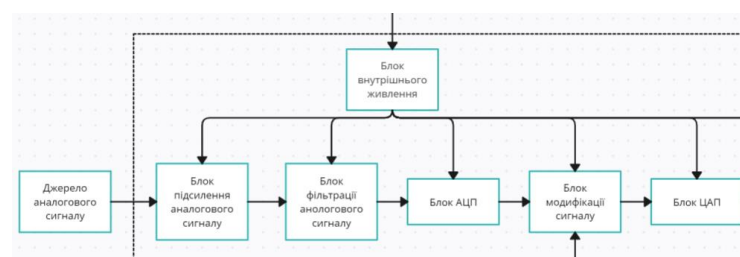 Блок
внутрішнього
живлення
Джерело
аналогового
сигналу
Блок
підсилення
аналогового
сигналу
Блок
фільтрації
анологового
сигналу
Блок АЦП
Блок
модифікації
сигналу
Блок ЦАП